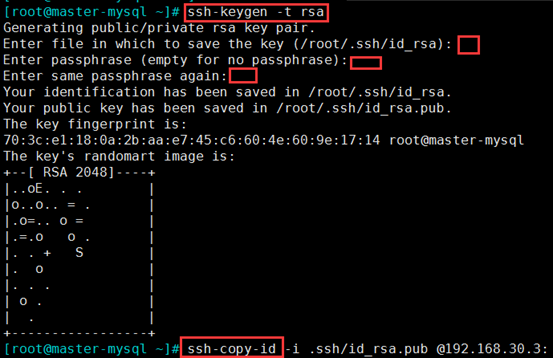 [root@master-mysql ~]# ssh-keygen -t rsa
Generating public/private rsa key pair.
Enter file in which to save the key (/root/.ssh/id_rsa):
Enter passphrase (empty for no passphrase):
Enter same passphrase again:
Your identification has been saved in /root/.ssh/id_rsa.
Your public key has been saved in /root/.ssh/id_rsa.pub.
The key fingerprint is:
70:3c:e1:18:0a:2b:aa:e7:45:c6:60:4e:60:9e:17:14 root@master-mysql
The key's randomart image is:
+--[ RSA 2048]----+
|..oE. . .        |
|o..o.. = .       |
|.o=.. o =        |
|.=.o   o .       |
|. . +   S        |
|.  o             |
|. . .            |
| o .             |
|  .              |
+-----------------+
[root@master-mysql ~]# ssh-copy-id -i .ssh/id_rsa.pub @192.168.30.3: